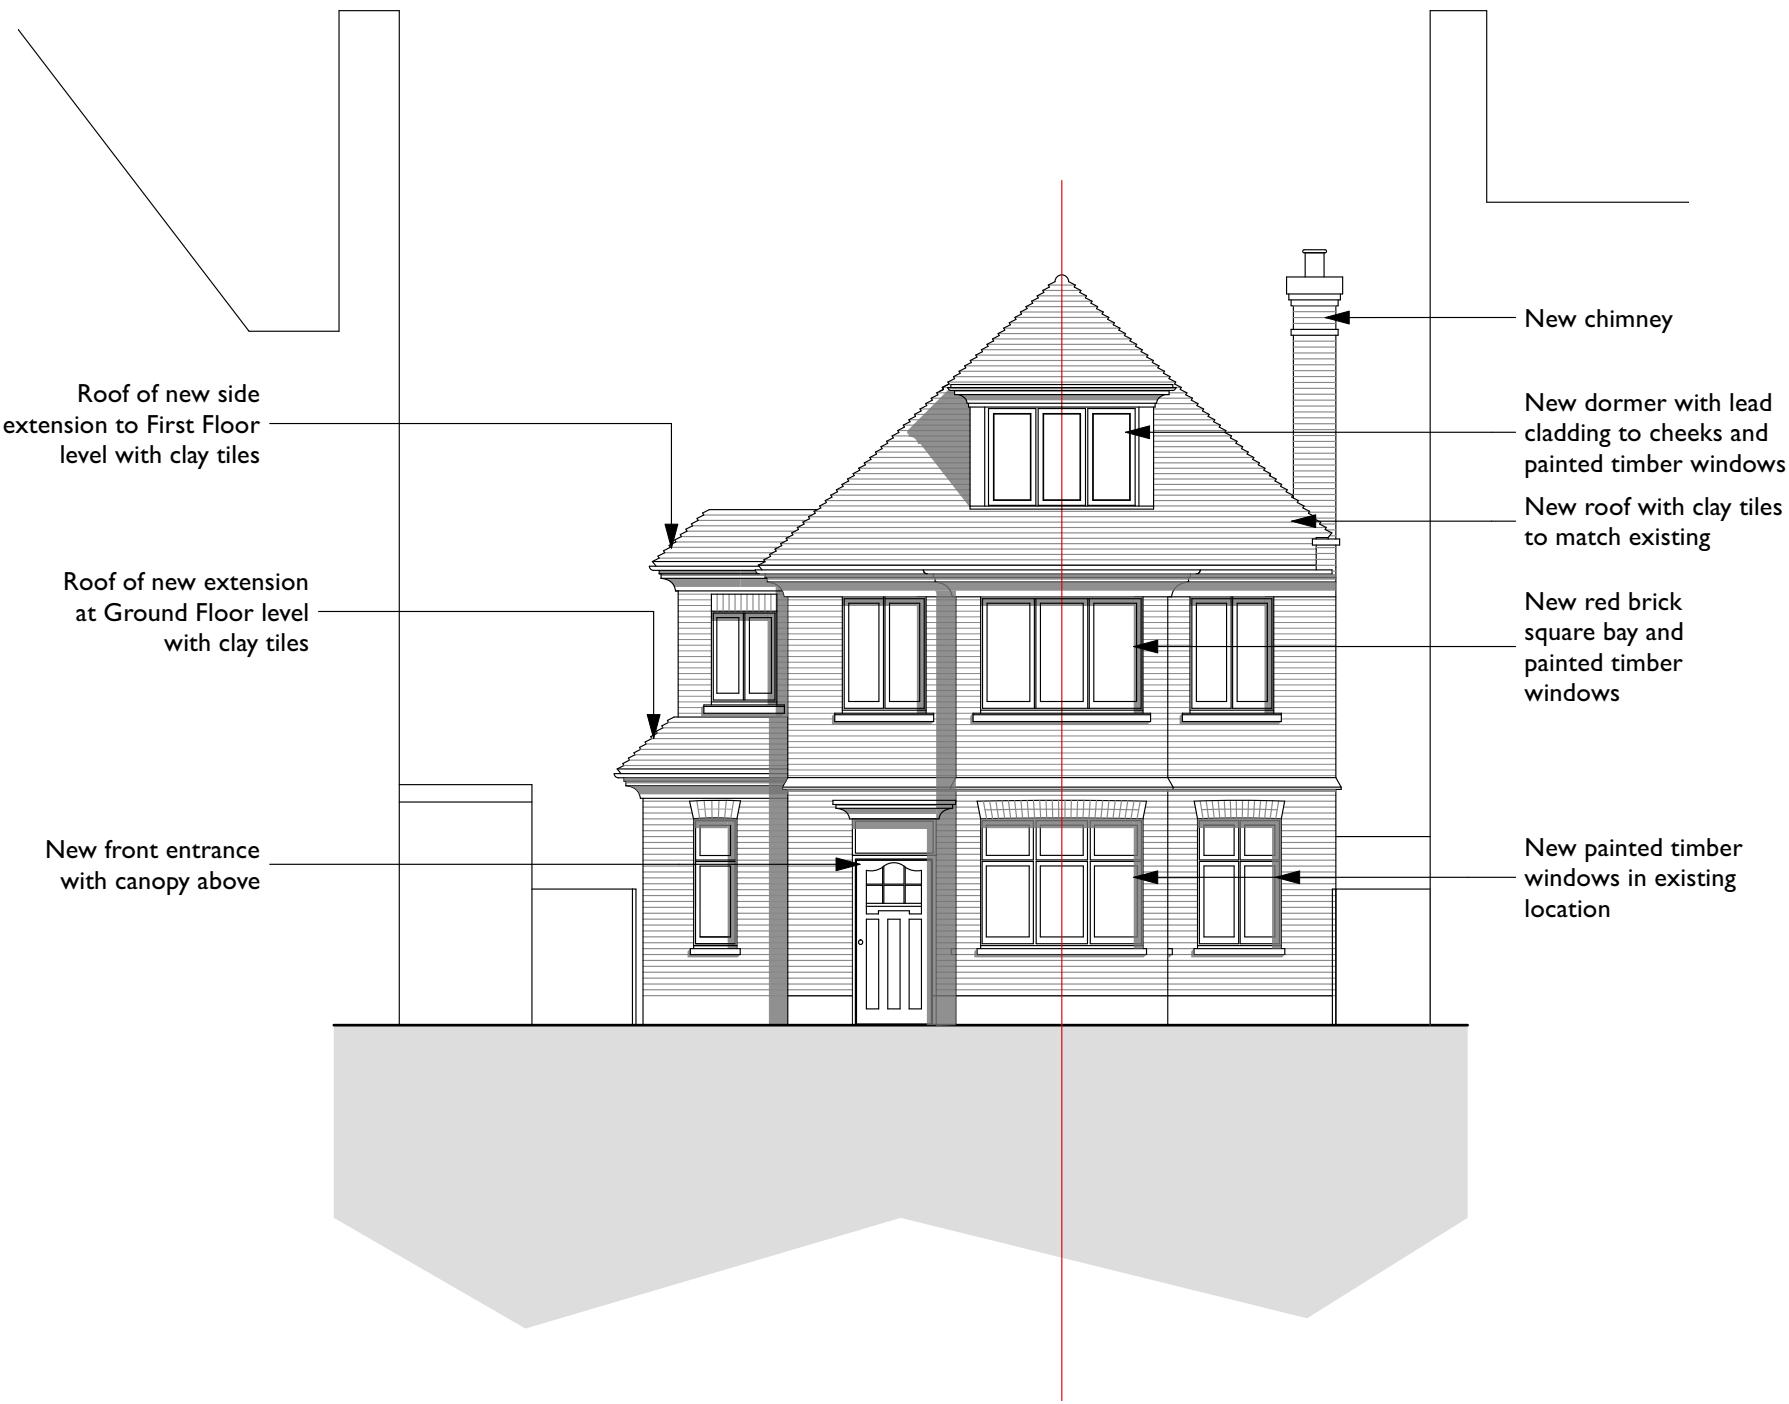 Roof of new side
extension to First Floor
level with clay tiles
Roof of new extension
at Ground Floor level
with clay tiles
New front entrance
with canopy above
New chimney
New dormer with lead
cladding to cheeks and
painted timber windows
New roof with clay tiles
to match existing
New red brick
square bay and
painted timber
windows
New painted timber
windows in existing
location